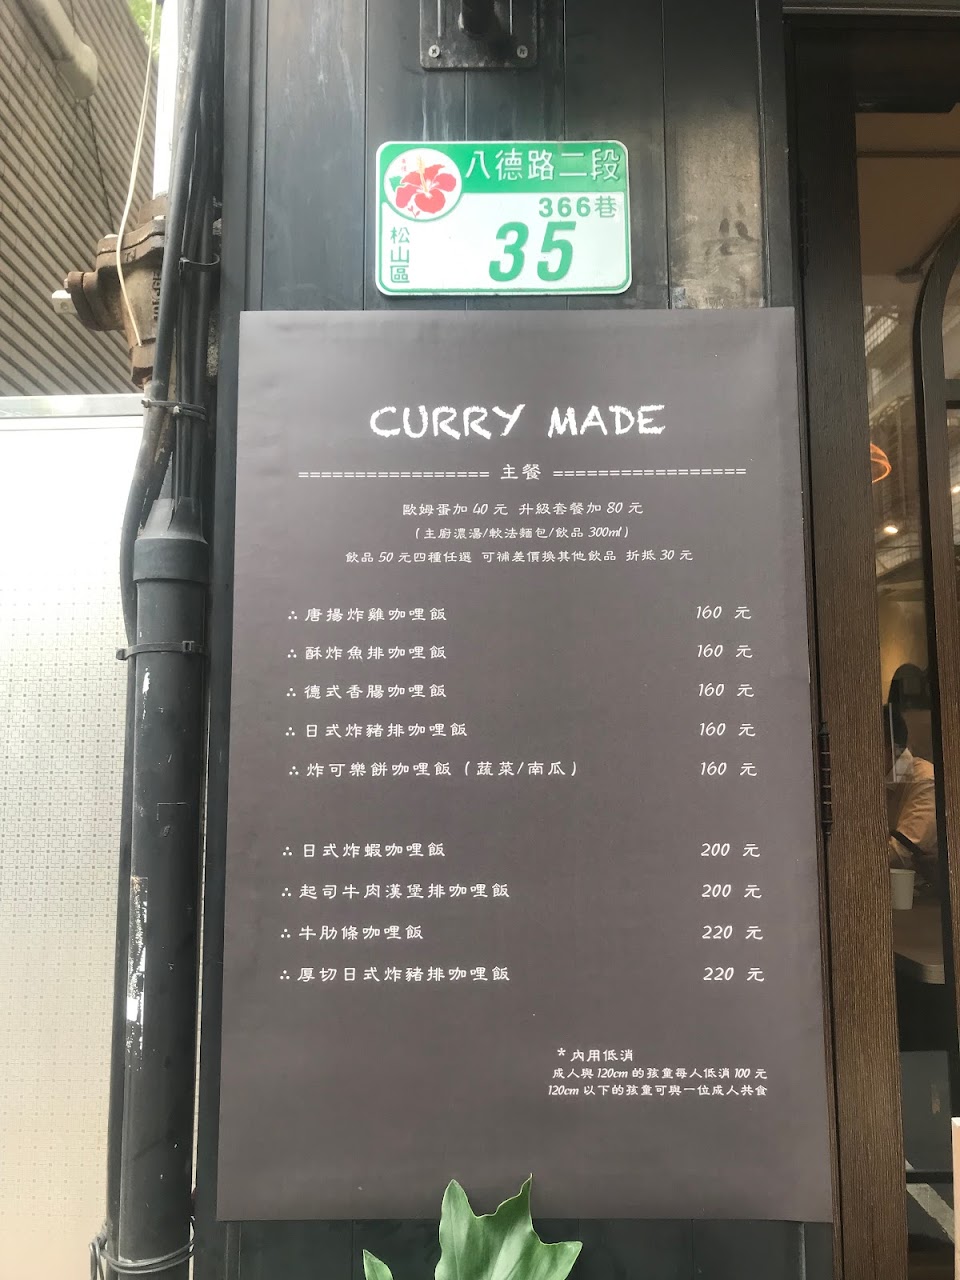 八德路二段
366巷
松山區
35
CURRY MADE
================= 主餐 =================
歐姆蛋加 40 元 升級套餐加 80 元
(主廚濃湯/軟法麵包/飲品 300ml)
飲品 50 元四種任選 可補差價換其他飲品 折抵 30 元
∴ 唐揚炸雞咖哩飯 160 元
∴ 酥炸魚排咖哩飯 160 元
∴ 德式香腸咖哩飯 160 元
∴ 日式炸豬排咖哩飯 160 元
∴ 炸可樂餅咖哩飯 (蔬菜/南瓜) 160 元
∴ 日式炸蝦咖哩飯 200 元
∴ 起司牛肉漢堡排咖哩飯 200 元
∴ 牛肋條咖哩飯 220 元
∴ 厚切日式炸豬排咖哩飯 220 元
* 內用低消
成人與 120cm 的孩童每人低消 100 元
120cm 以下的孩童可與一位成人共食